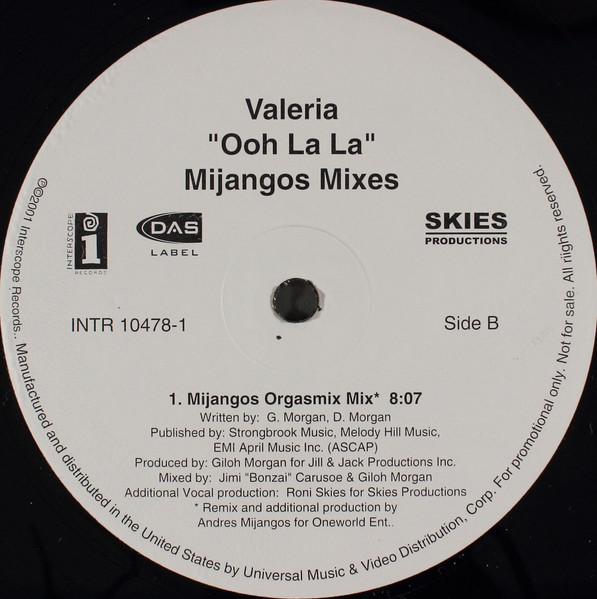 Valeria
"Ooh La La"
Mijangos Mixes
INTERSCOPE
i
RECORDS
DAS
LABEL
SKIES
PRODUCTIONS
INTR 10478-1
Side B
1. Mijangos Orgasmix Mix* 8:07
Written by: G. Morgan, D. Morgan
Published by: Strongbrook Music, Melody Hill Music,
EMI April Music Inc. (ASCAP)
Produced by: Giloh Morgan for Jill & Jack Productions Inc.
Mixed by: Jimi "Bonzai" Carusoe & Giloh Morgan
Additional Vocal production: Roni Skies for Skies Productions
* Remix and additional production by
Andres Mijangos for Oneworld Ent..
©℗2001 Interscope Records.. Manufactured and distributed in the United States by Universal Music & Video Distribution, Corp. For promotional only. Not for sale. All riights reserved.